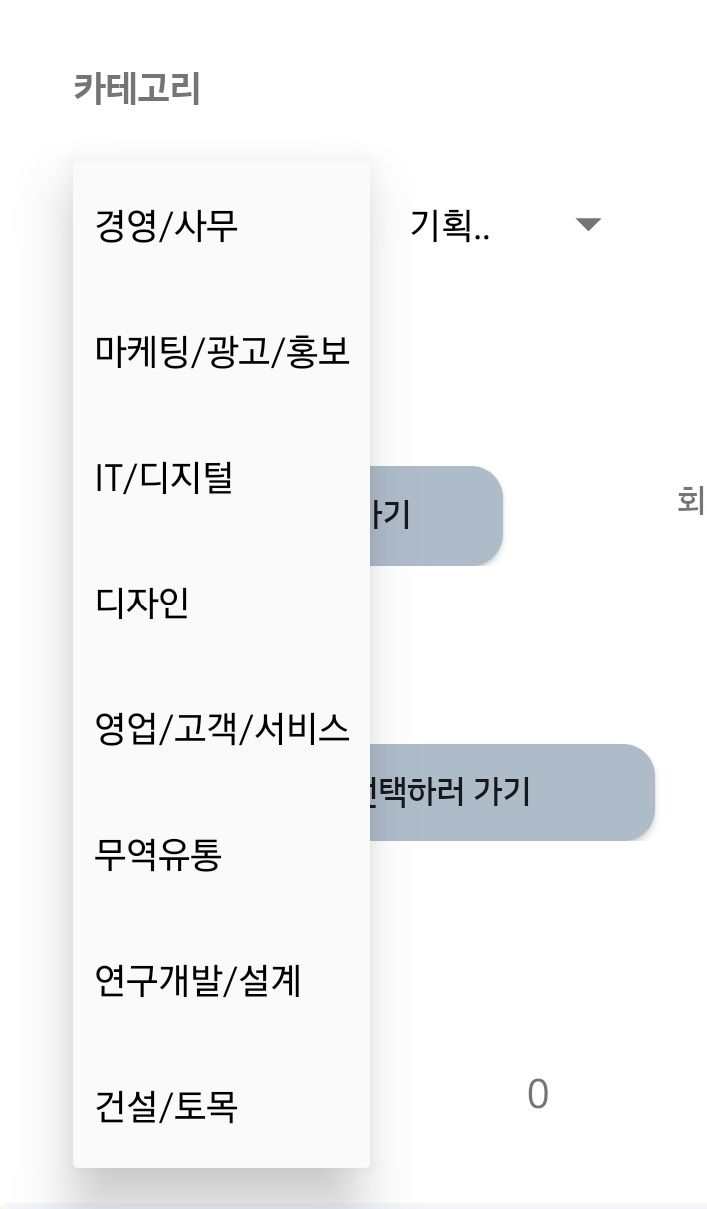 카테고리
경영/사무
기획..
마케팅/광고/홍보
IT/디지털
가기
회
디자인
영업/고객/서비스
택하러 가기
무역유통
연구개발/설계
0
건설/토목